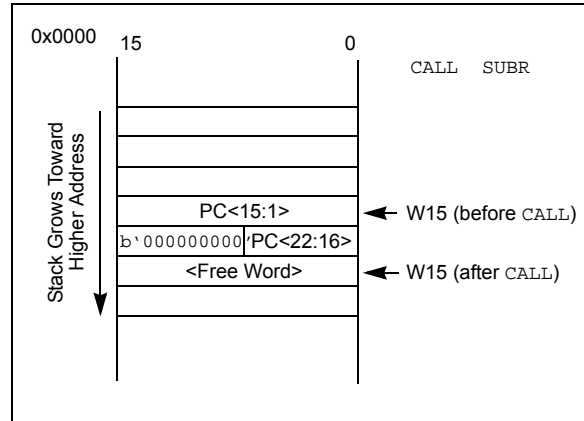 0x0000
15 0
CALL SUBR
Stack Grows Toward
Higher Address
PC<15:1>
W15 (before CALL)
b‘000000000’ PC<22:16>
<Free Word>
W15 (after CALL)